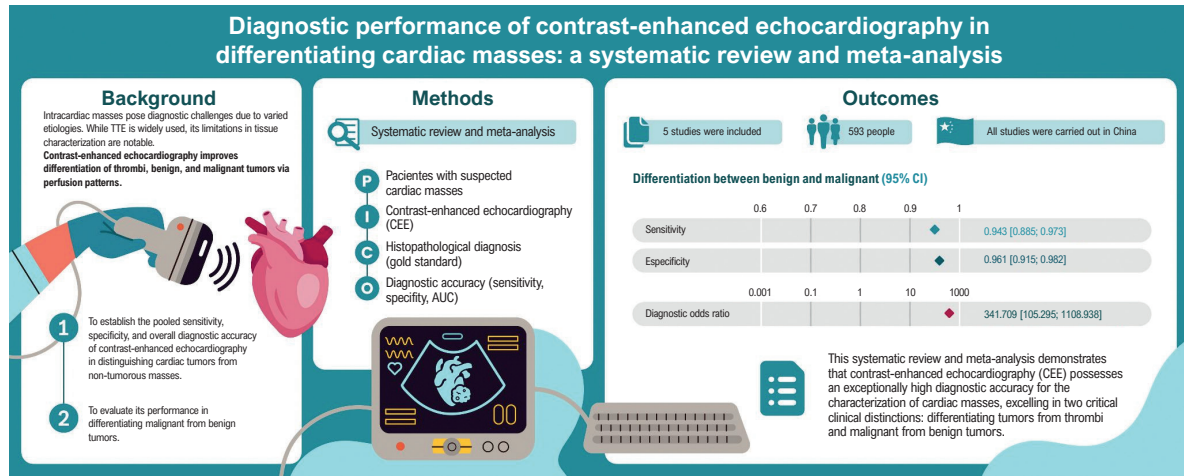 Diagnostic performance of contrast-enhanced echocardiography in
differentiating cardiac masses: a systematic review and meta-analysis
Background
Intracardiac masses pose diagnostic challenges due to varied
etiologies. While TTE is widely used, its limitations in tissue
characterization are notable.
Contrast-enhanced echocardiography improves
differentiation of thrombi, benign, and malignant tumors via
perfusion patterns.
1
To establish the pooled sensitivity,
specificity, and overall diagnostic accuracy
of contrast-enhanced echocardiography
in distinguishing cardiac tumors from
non-tumorous masses.
2
To evaluate its performance in
differentiating malignant from benign
tumors.
Methods
Systematic review and meta-analysis
P
Pacientes with suspected
cardiac masses
I
Contrast-enhanced echocardiography
(CEE)
C
Histopathological diagnosis
(gold standard)
O
Diagnostic accuracy (sensitivity,
specifity, AUC)
Outcomes
5 studies were included
593 people
All studies were carried out in China
Differentiation between benign and malignant (95% CI)
0.6 0.7 0.8 0.9 1
Sensitivity 0.943 [0.885; 0.973]
Especificity 0.961 [0.915; 0.982]
0.001 0.1 1 10 1000
Diagnostic odds ratio 341.709 [105.295; 1108.938]
This systematic review and meta-analysis demonstrates
that contrast-enhanced echocardiography (CEE) possesses
an exceptionally high diagnostic accuracy for the
characterization of cardiac masses, excelling in two critical
clinical distinctions: differentiating tumors from thrombi
and malignant from benign tumors.